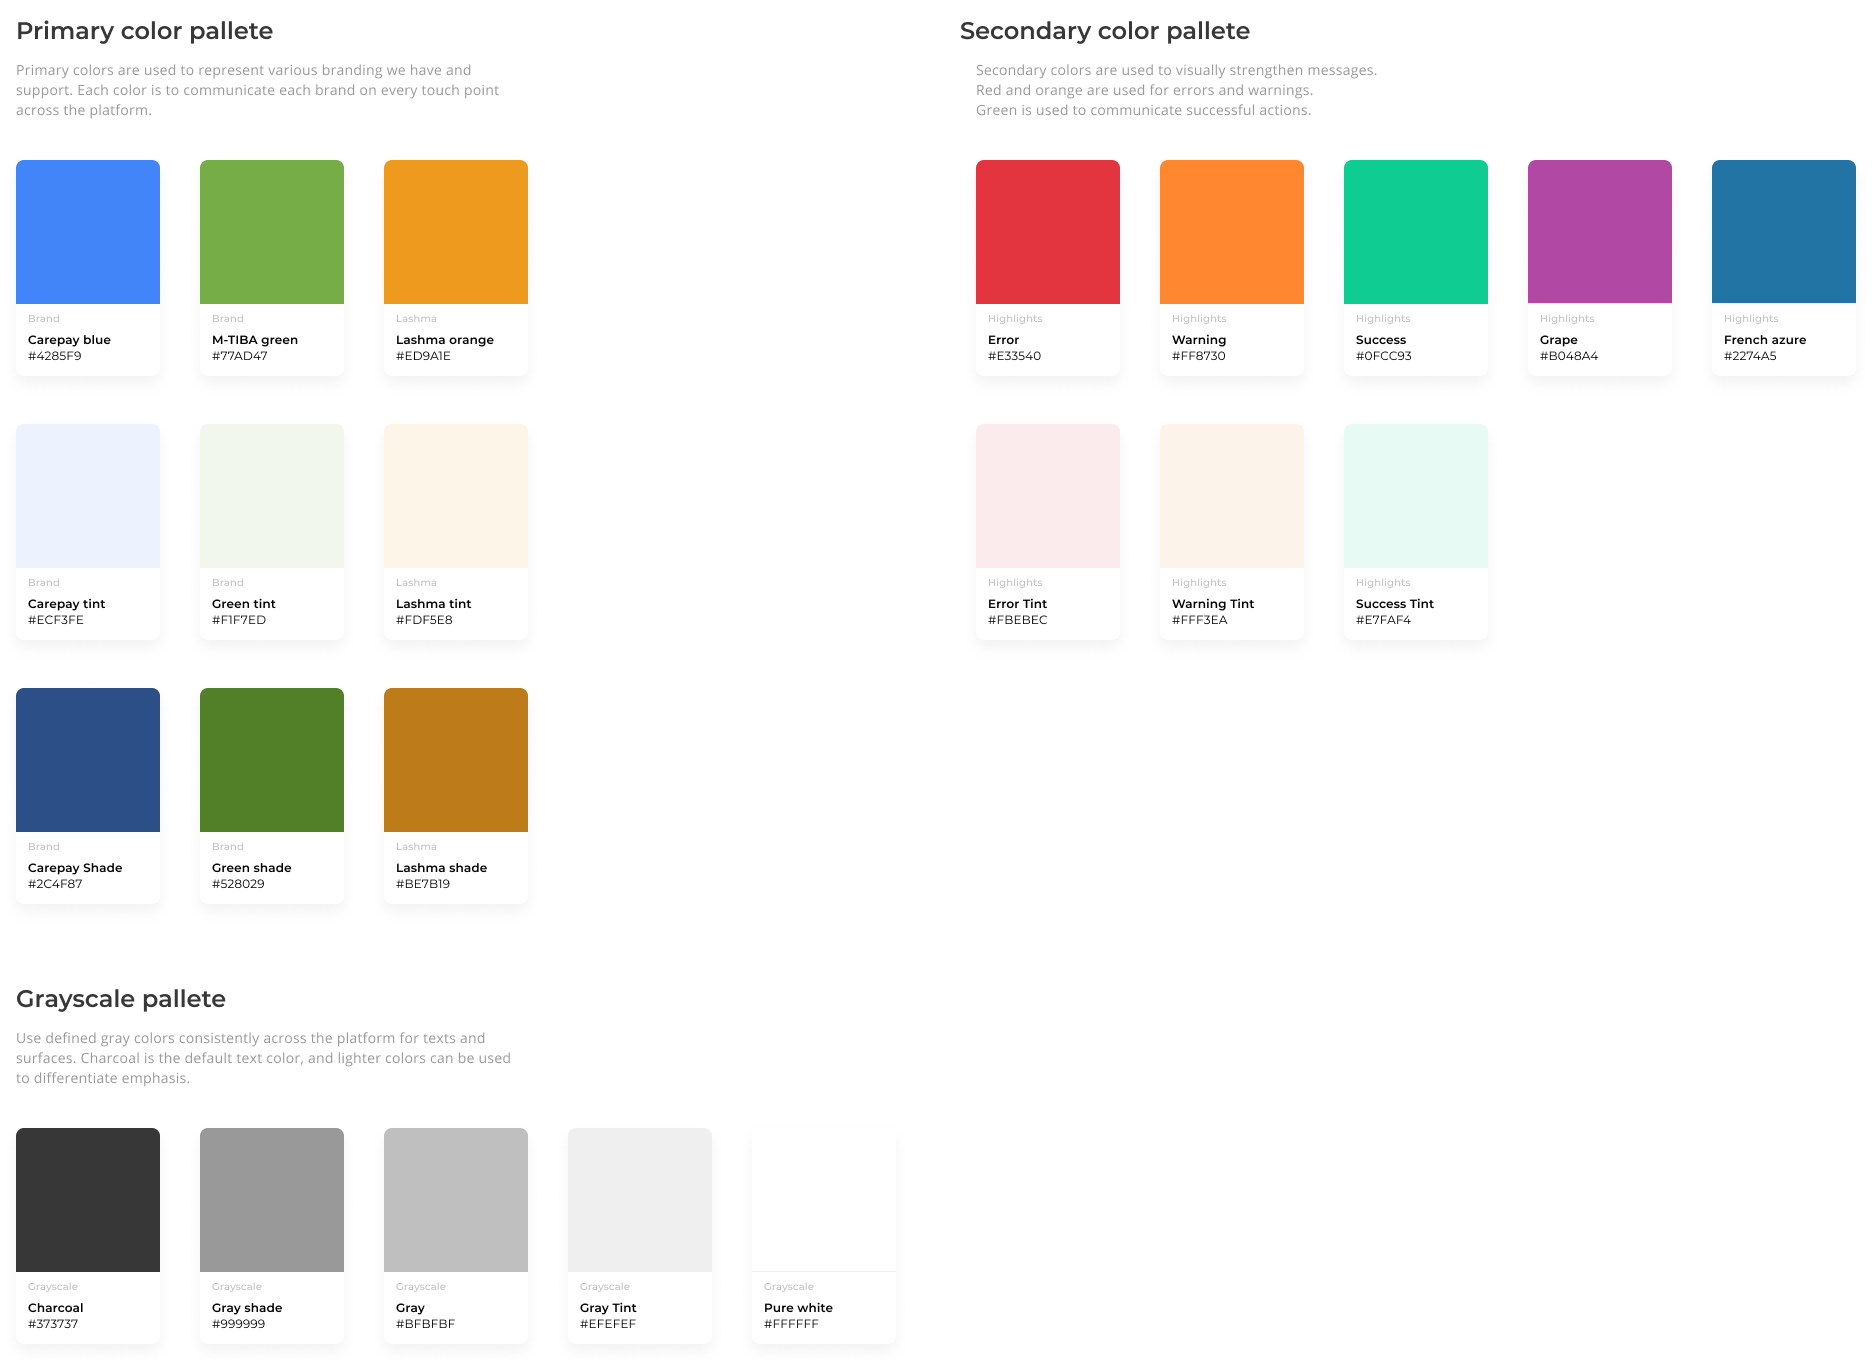 Primary color pallete
Primary colors are used to represent various branding we have and
support. Each color is to communicate each brand on every touch point
across the platform.
Brand
Carepay blue
#4285F9
Brand
M-TIBA green
#77AD47
Lashma
Lashma orange
#ED9A1E
Brand
Carepay tint
#ECF3FE
Brand
Green tint
#F1F7ED
Lashma
Lashma tint
#FDF5E8
Brand
Carepay Shade
#2C4F87
Brand
Green shade
#528029
Lashma
Lashma shade
#BE7B19
Secondary color pallete
Secondary colors are used to visually strengthen messages.
Red and orange are used for errors and warnings.
Green is used to communicate successful actions.
Highlights
Error
#E33540
Highlights
Warning
#FF8730
Highlights
Success
#0FCC93
Highlights
Grape
#B048A4
Highlights
French azure
#2274A5
Highlights
Error Tint
#FBEBEC
Highlights
Warning Tint
#FFF3EA
Highlights
Success Tint
#E7FAF4
Grayscale pallete
Use defined gray colors consistently across the platform for texts and
surfaces. Charcoal is the default text color, and lighter colors can be used
to differentiate emphasis.
Grayscale
Charcoal
#373737
Grayscale
Gray shade
#999999
Grayscale
Gray
#BFBFBF
Grayscale
Gray Tint
#EFEFEF
Grayscale
Pure white
#FFFFFF